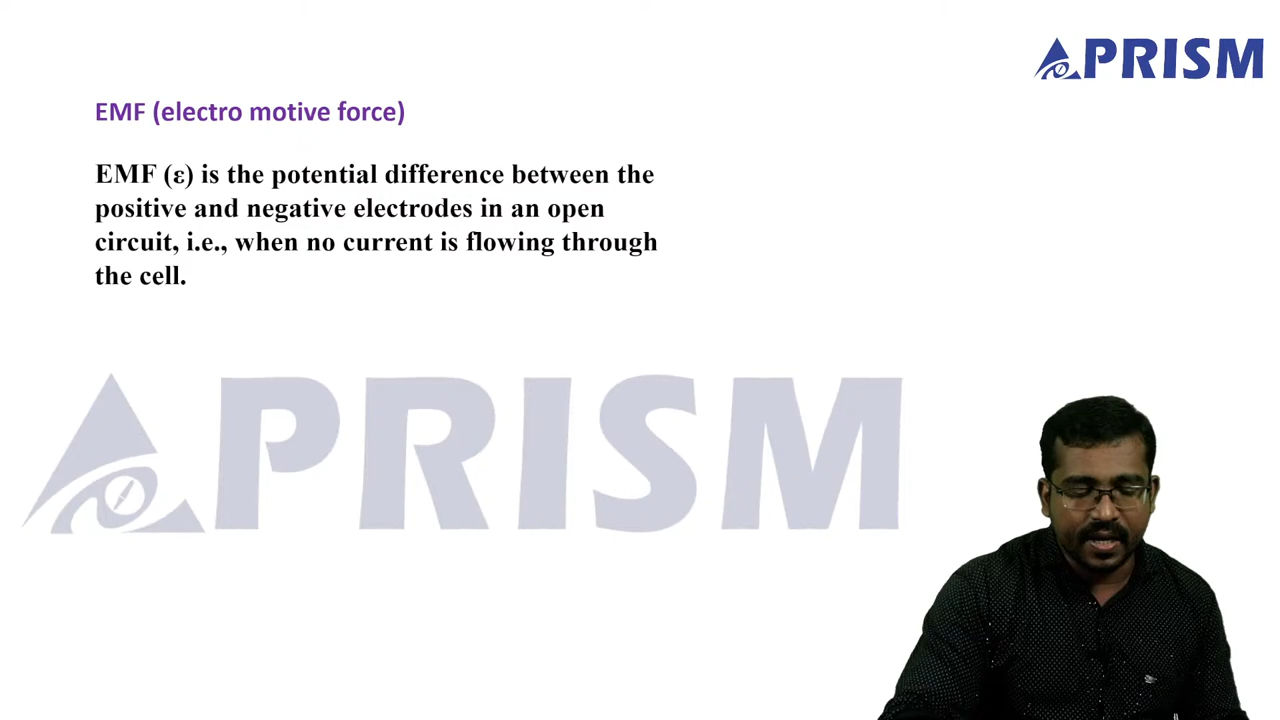 PRISM
EMF (electro motive force)
EMF (ε) is the potential difference between the
positive and negative electrodes in an open
circuit, i.e., when no current is flowing through
the cell.
PRISM